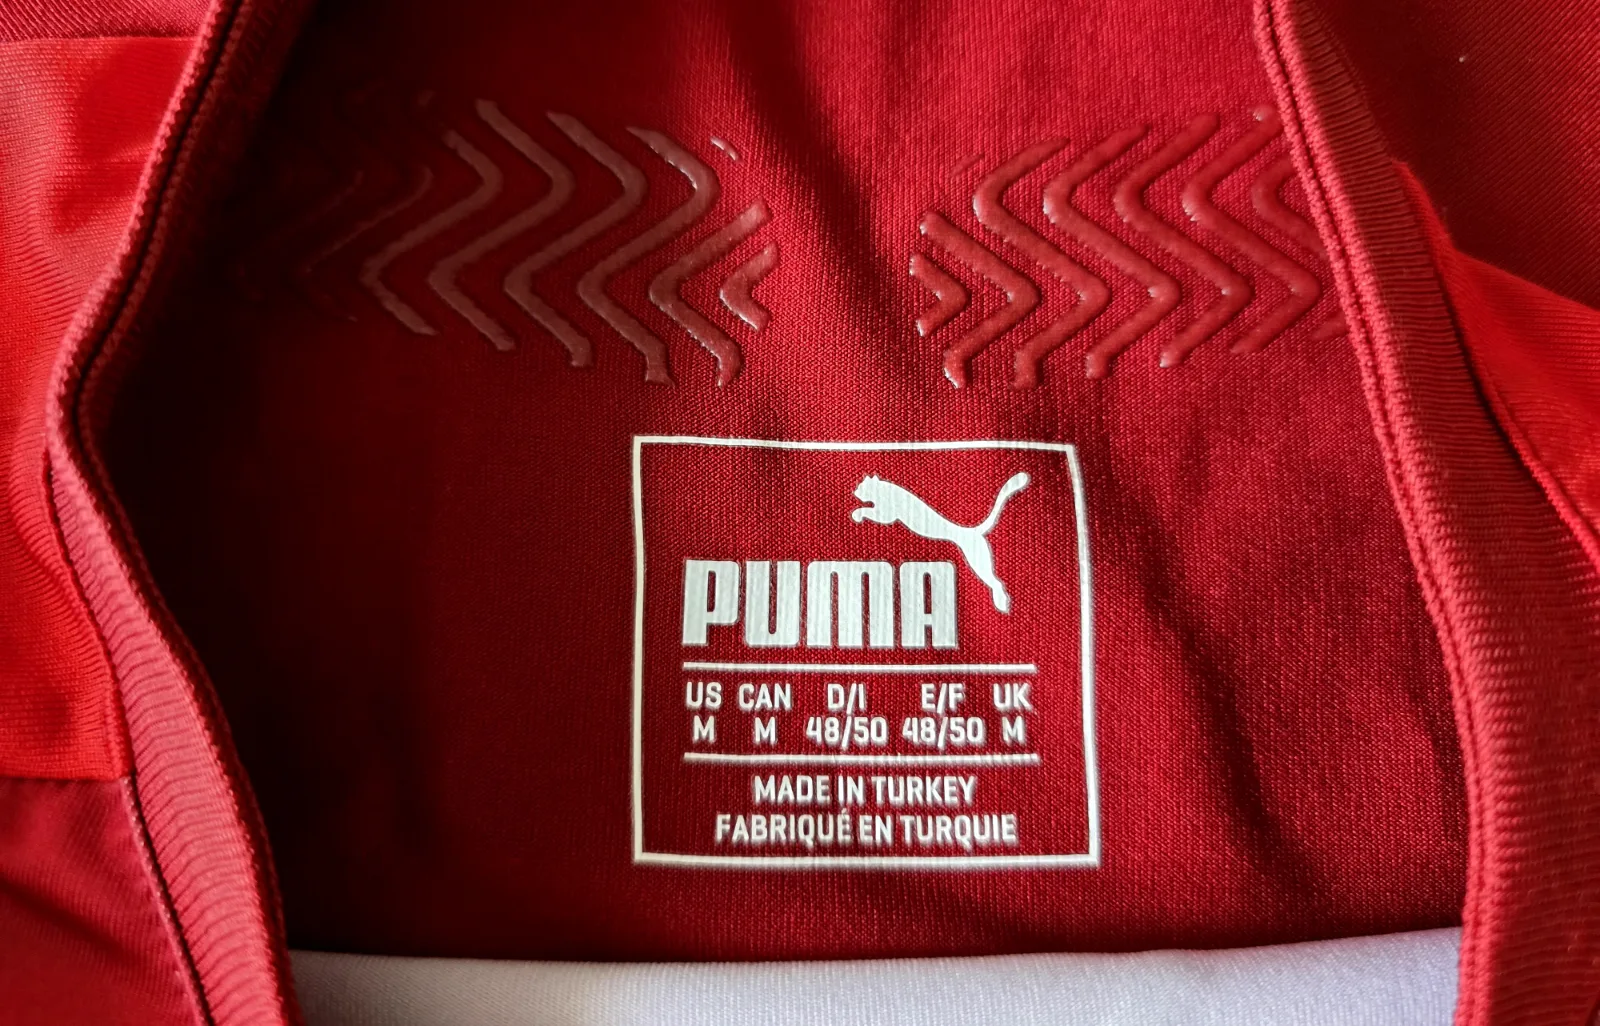 PUMA
US CAN D/I E/F UK
M M 48/50 48/50 M
MADE IN TURKEY
FABRIQUÉ EN TURQUIE